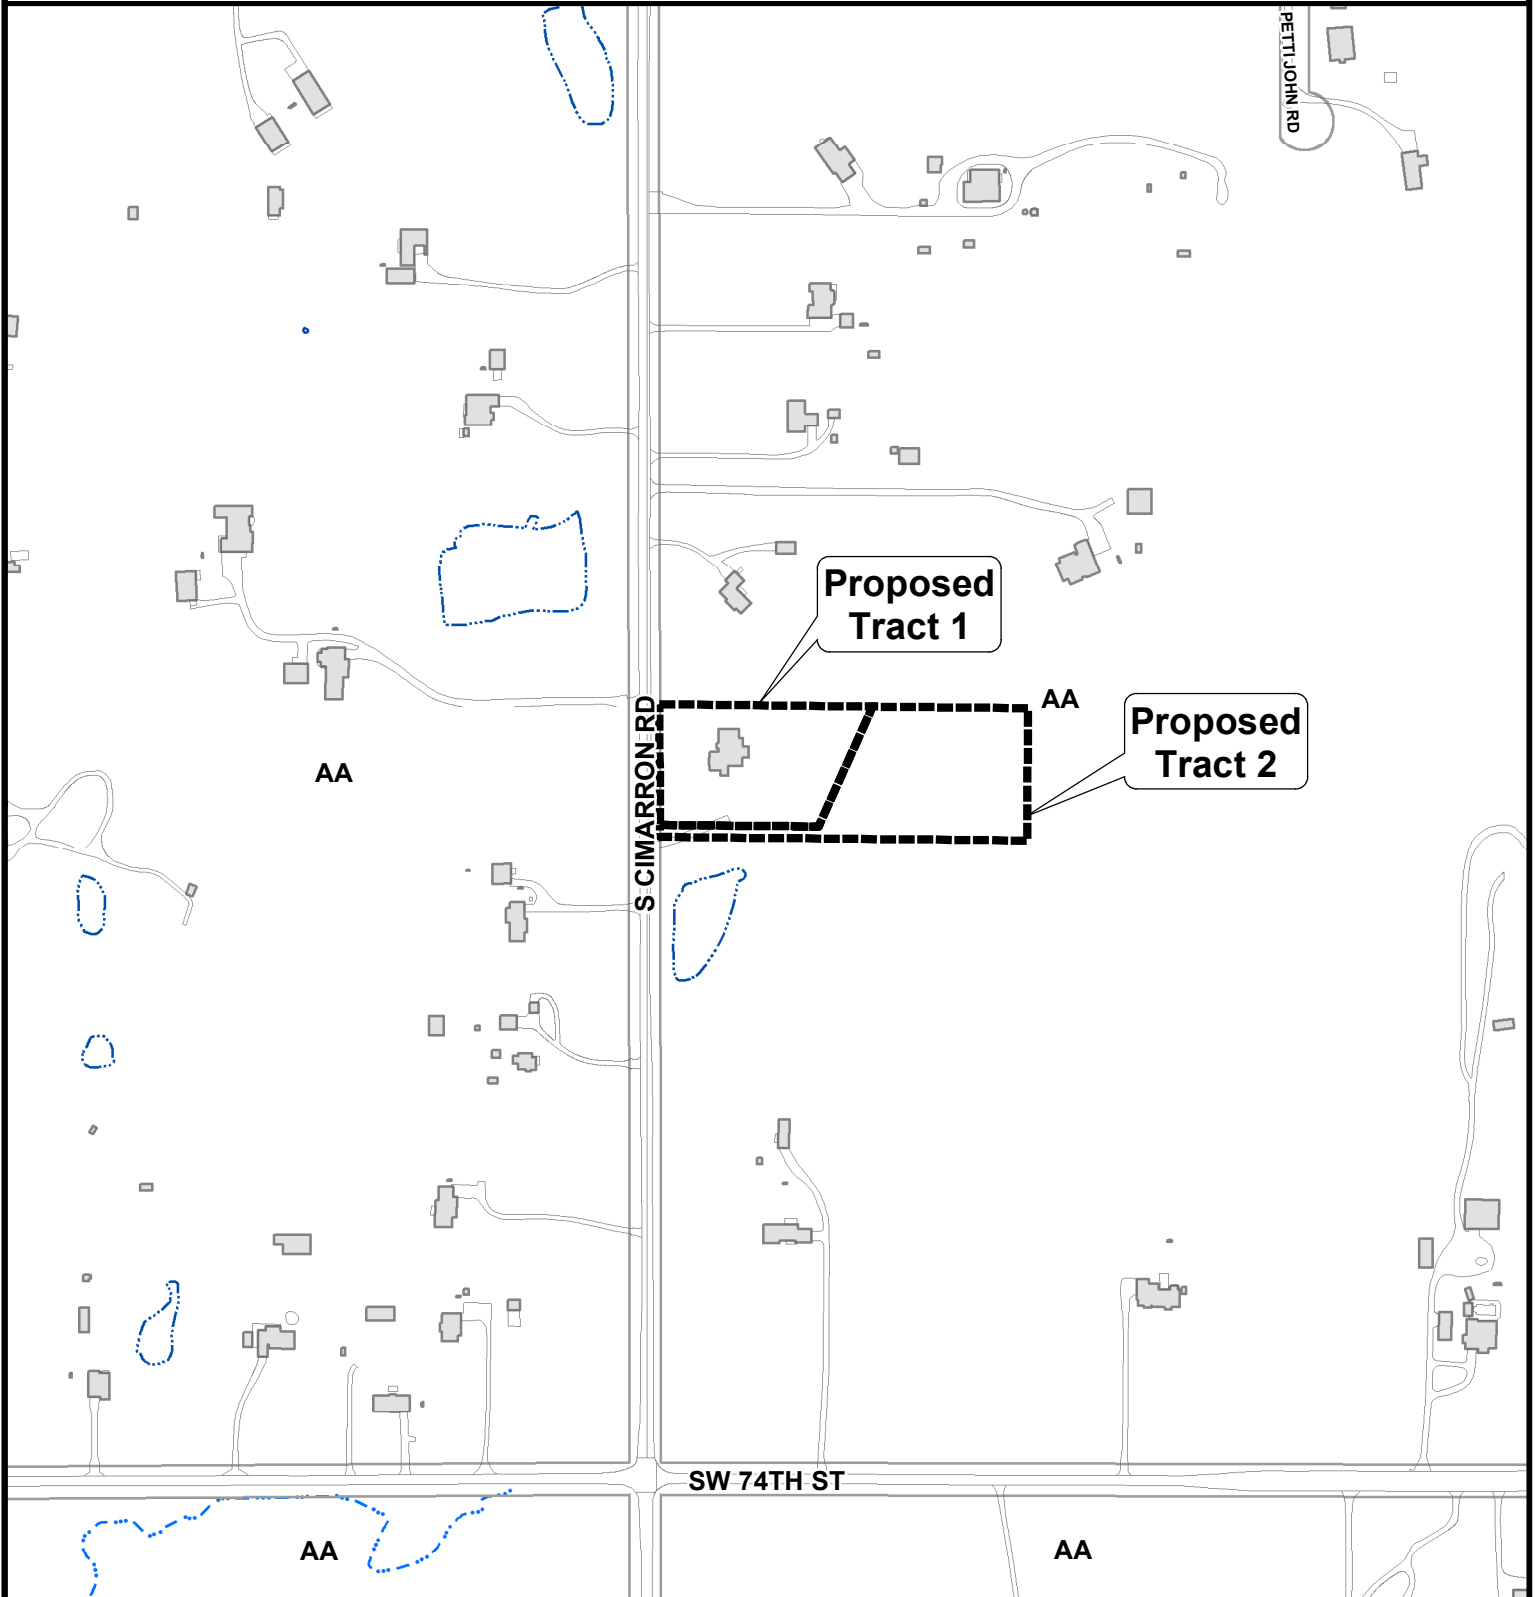 PETTIJOHN RD
Proposed
Tract 1
AA
Proposed
Tract 2
S CIMARRON RD
AA
SW 74TH ST
AA
AA